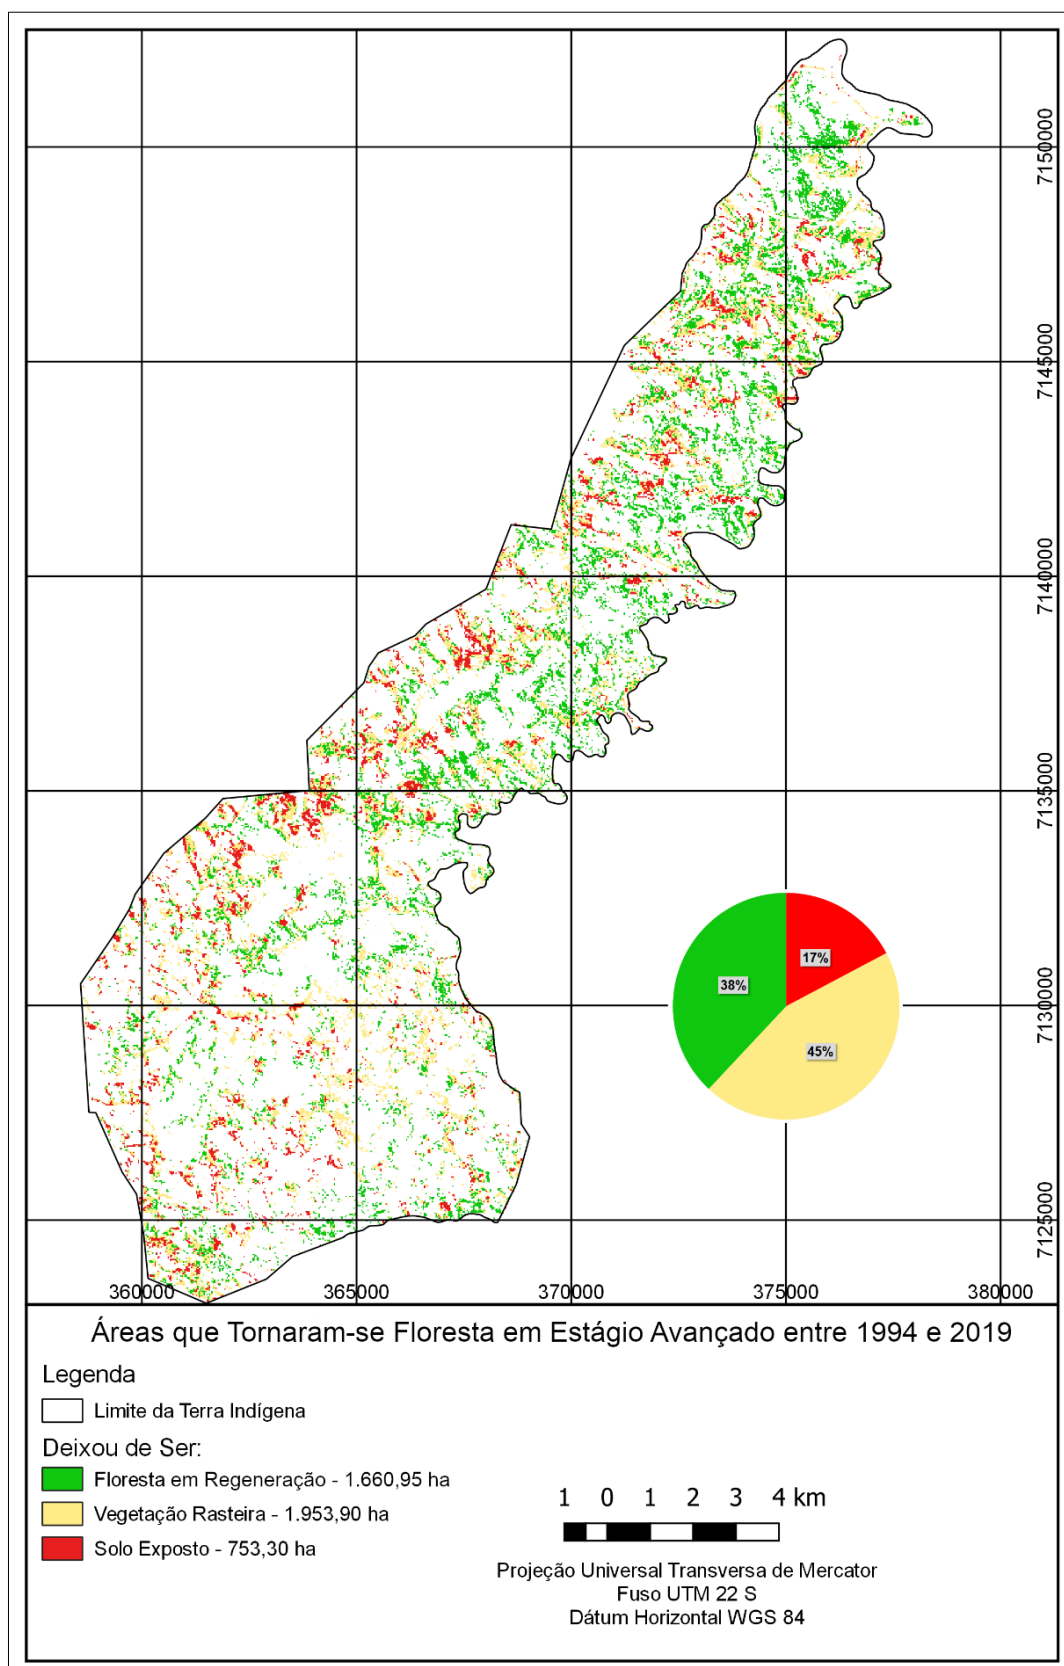 7150000
7145000
7140000
7135000
7130000
7125000
17%
38%
45%
360000 365000 370000 375000 380000
Áreas que Tornaram-se Floresta em Estágio Avançado entre 1994 e 2019
Legenda
Limite da Terra Indígena
Deixou de Ser:
Floresta em Regeneração - 1.660,95 ha
Vegetação Rasteira - 1.953,90 ha
Solo Exposto - 753,30 ha
1 0 1 2 3 4 km
Projeção Universal Transversa de Mercator
Fuso UTM 22 S
Dátum Horizontal WGS 84